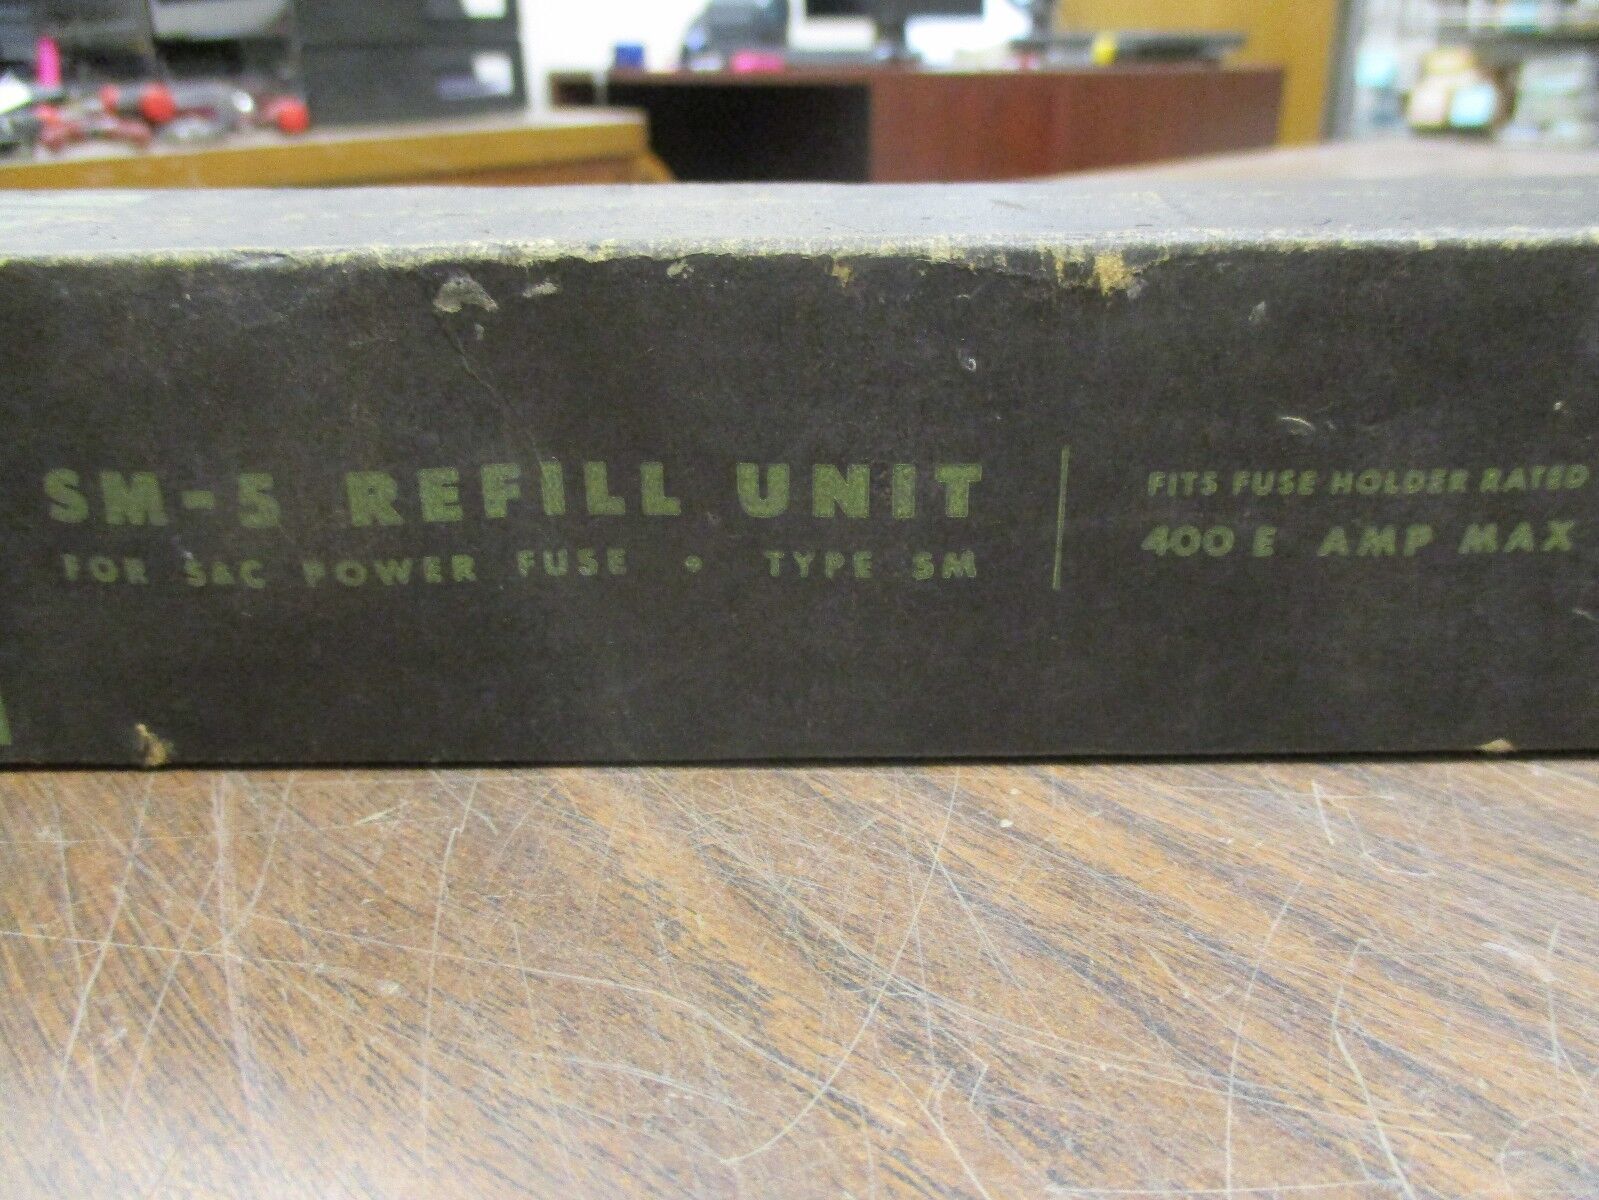 SM-5 REFILL UNIT
FOR S&C POWER FUSE • TYPE SM
FITS FUSE HOLDER RATED
400 E AMP MAX